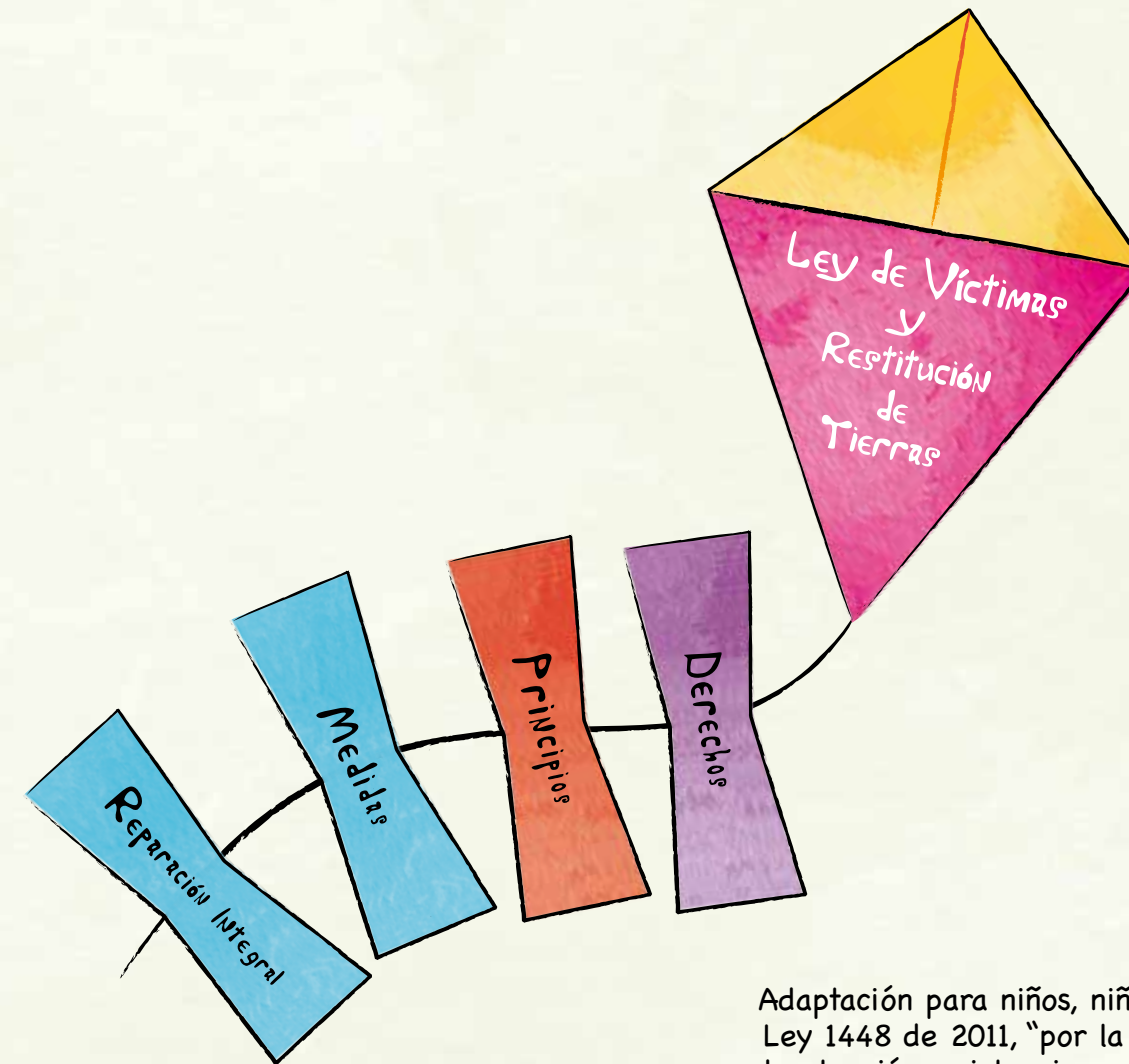 Ley de Víctimas
y
Restitución
de
Tierras
Derechos
Principios
Medidas
Reparación Integral
Adaptación para niños,
Ley 1448 de 2011, “por la